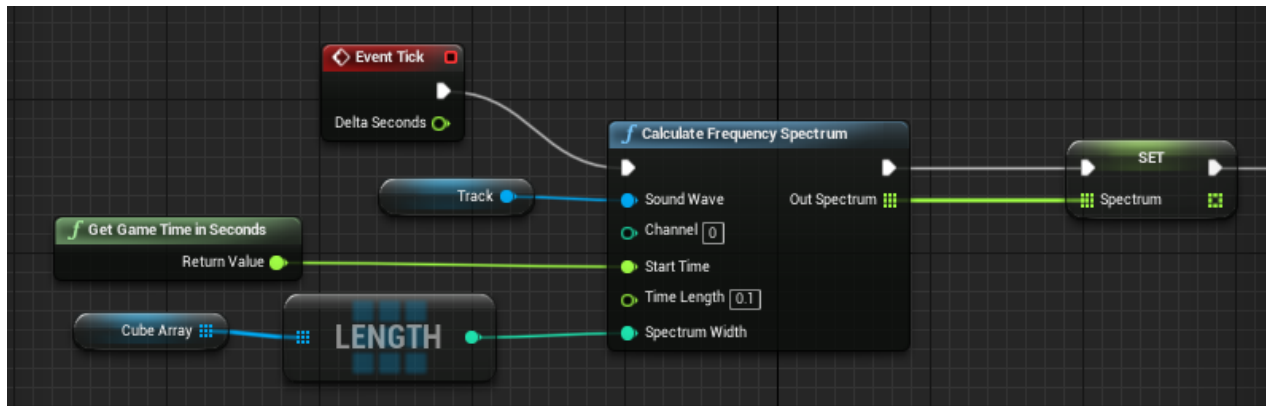 Event Tick
Delta Seconds
Calculate Frequency Spectrum
SET
Track
Sound Wave
Out Spectrum
Spectrum
Get Game Time in Seconds
Channel 0
Return Value
Start Time
Time Length 0.1
Cube Array
LENGTH
Spectrum Width